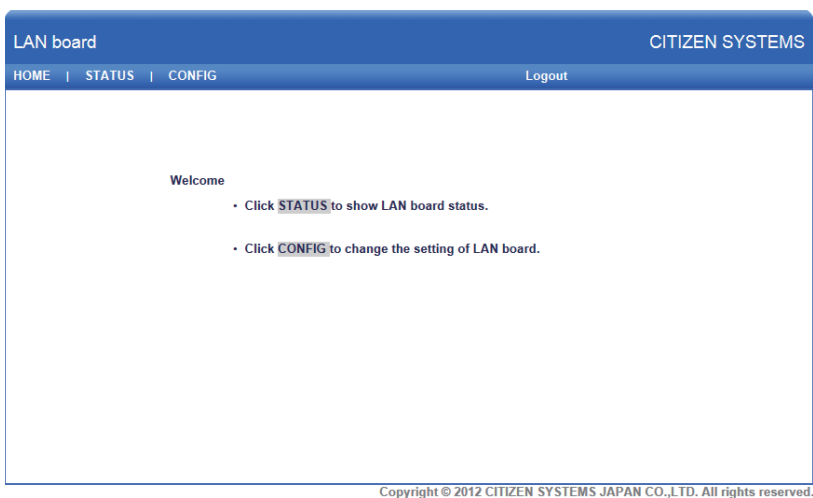 LAN board CITIZEN SYSTEMS
HOME | STATUS | CONFIG Logout
Welcome
• Click STATUS to show LAN board status.
• Click CONFIG to change the setting of LAN board.
Copyright © 2012 CITIZEN SYSTEMS JAPAN CO.,LTD. All rights reserved.